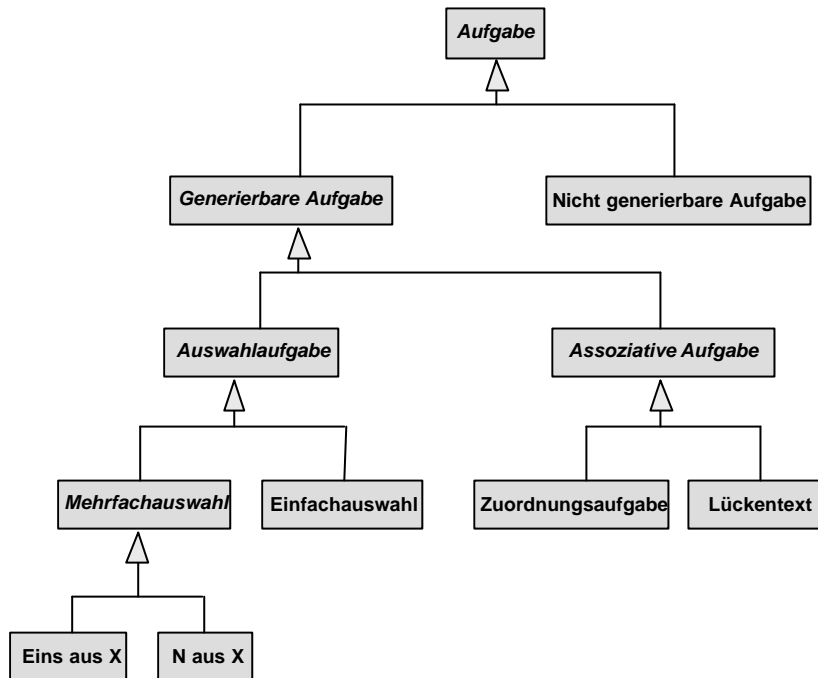 Aufgabe
Generierbare Aufgabe
Nicht generierbare Aufgabe
Auswahlaufgabe
Assoziative Aufgabe
Mehrfachauswahl
Einfachauswahl
Zuordnungsaufgabe
Lückentext
Eins aus X
N aus X